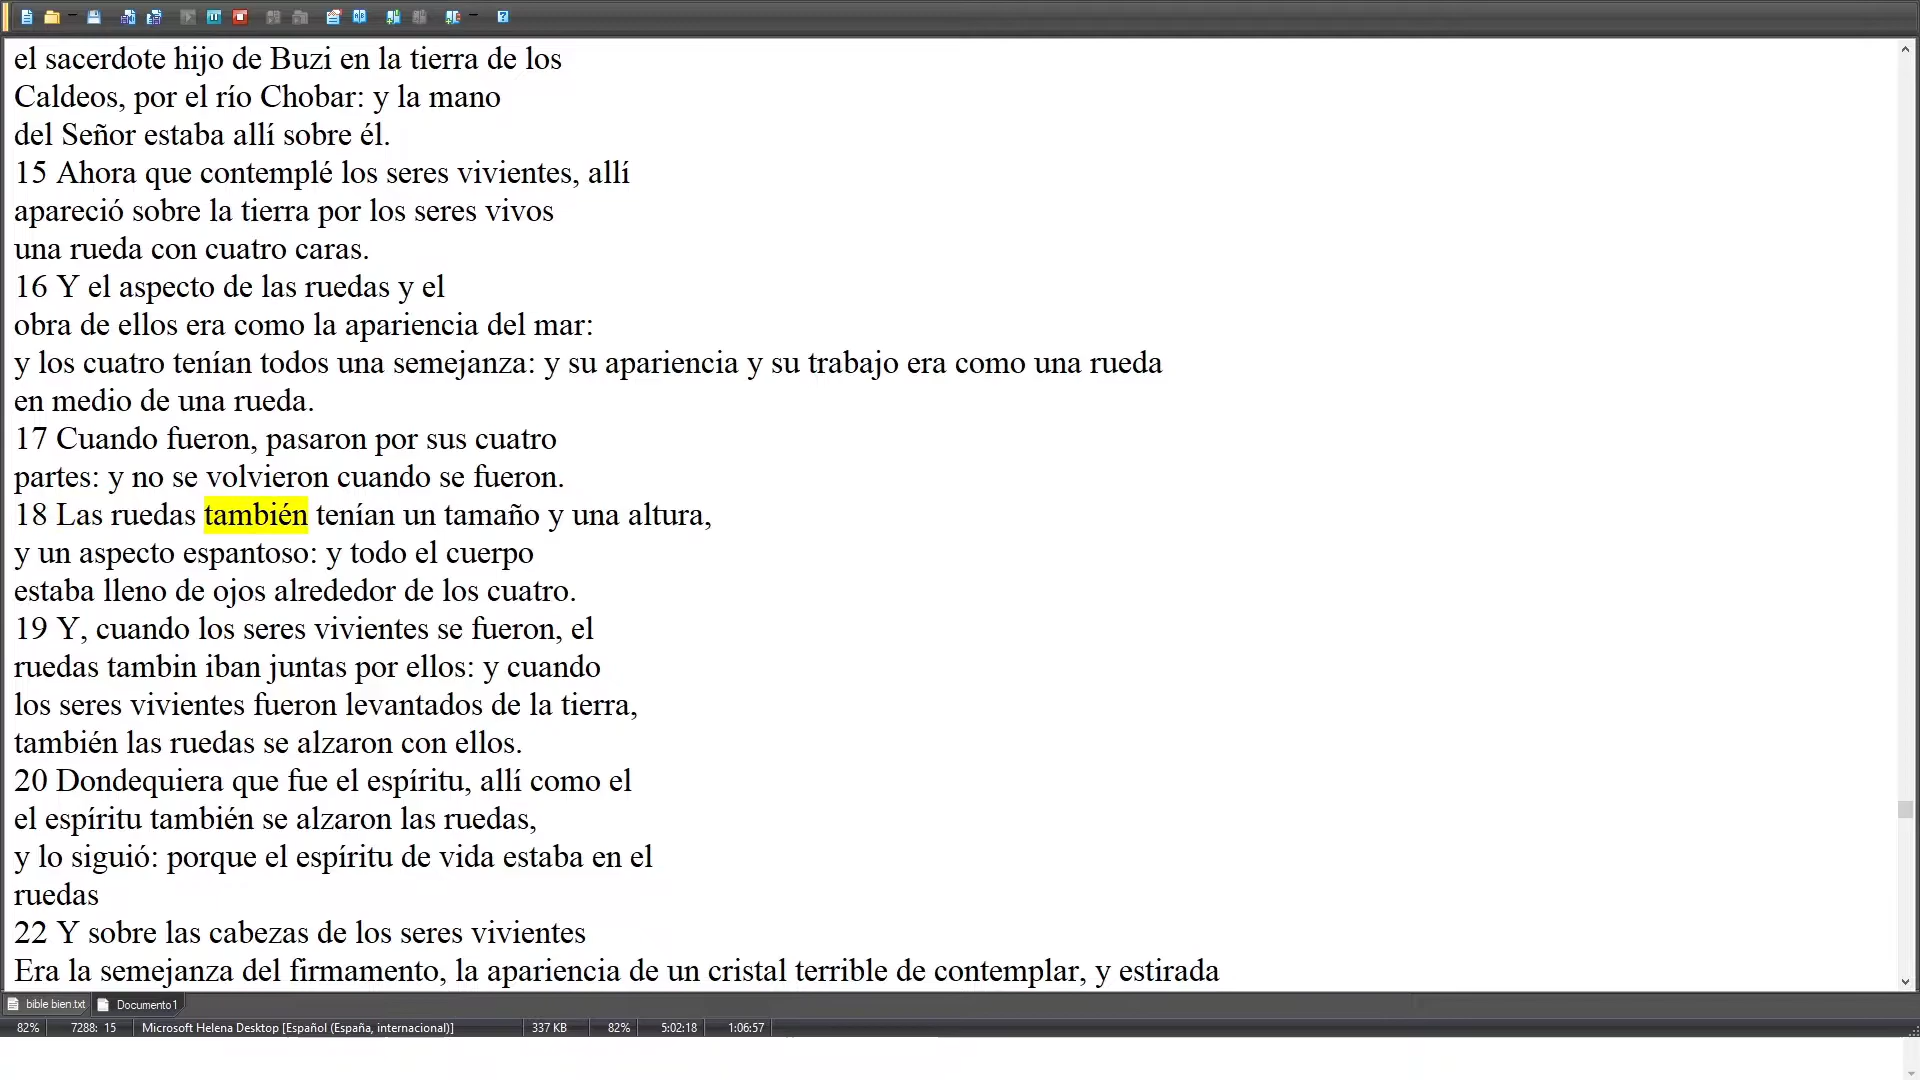 el sacerdote hijo de Buzi en la tierra de los
Caldeos, por el río Chobar: y la mano
del Señor estaba allí sobre él.
15 Ahora que contemplé los seres vivientes, allí
apareció sobre la tierra por los seres vivos
una rueda con cuatro caras.
16 Y el aspecto de las ruedas y el
obra de ellos era como la apariencia del mar:
y los cuatro tenían todos una semejanza: y su apariencia y su trabajo era como una rueda
en medio de una rueda.
17 Cuando fueron, pasaron por sus cuatro
partes: y no se volvieron cuando se fueron.
18 Las ruedas también tenían un tamaño y una altura,
y un aspecto espantoso: y todo el cuerpo
estaba lleno de ojos alrededor de los cuatro.
19 Y, cuando los seres vivientes se fueron, el
ruedas tambin iban juntas por ellos: y cuando
los seres vivientes fueron levantados de la tierra,
también las ruedas se alzaron con ellos.
20 Dondequiera que fue el espíritu, allí como el
el espíritu también se alzaron las ruedas,
y lo siguió: porque el espíritu de vida estaba en el
ruedas
22 Y sobre las cabezas de los seres vivientes
Era la semejanza del firmamento, la apariencia de un cristal terrible de contemplar, y estirada
bible bien.txt Documento1
82% 7288: 15 Microsoft Helena Desktop [Español (España, internacional)] 337 KB 82% 5:02:18 1:06:57